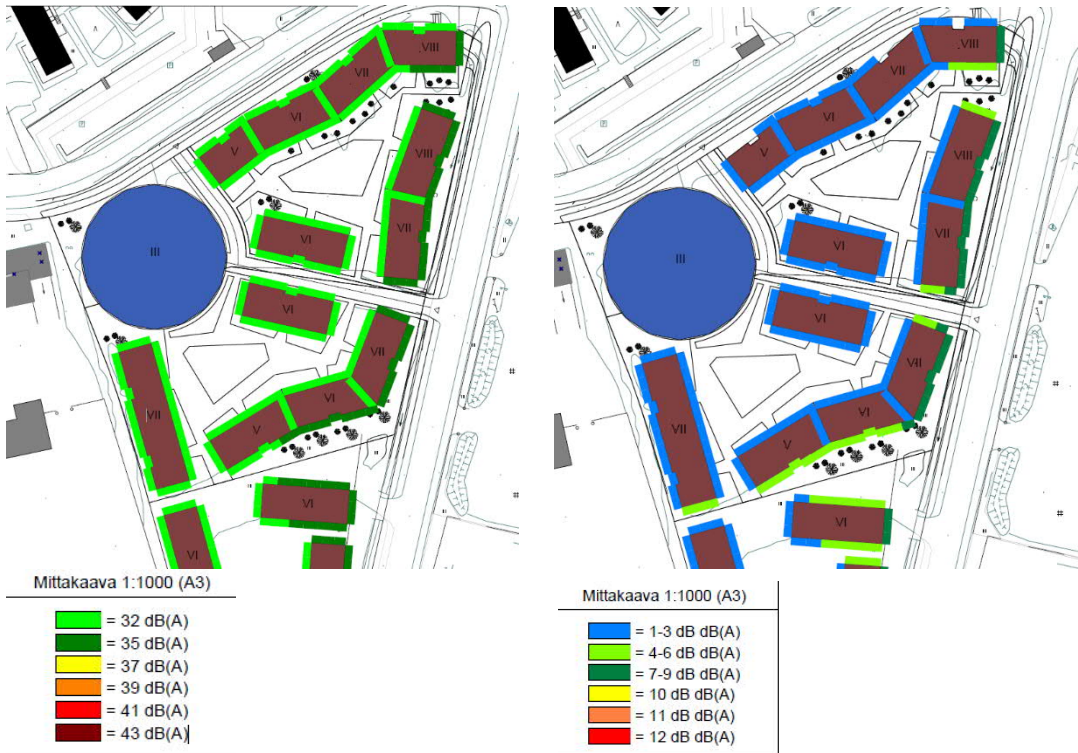 VIII
VII
VI
V
VIII
VII
VI
III
VI
VII
VI
V
VII
VI
VI
Mittakaava 1:1000 (A3)
= 32 dB(A)
= 35 dB(A)
= 37 dB(A)
= 39 dB(A)
= 41 dB(A)
= 43 dB(A)
VIII
VII
VI
V
VIII
VII
VI
III
VI
VII
VI
V
VII
VI
VI
Mittakaava 1:1000 (A3)
= 1-3 dB dB(A)
= 4-6 dB dB(A)
= 7-9 dB dB(A)
= 10 dB dB(A)
= 11 dB dB(A)
= 12 dB dB(A)